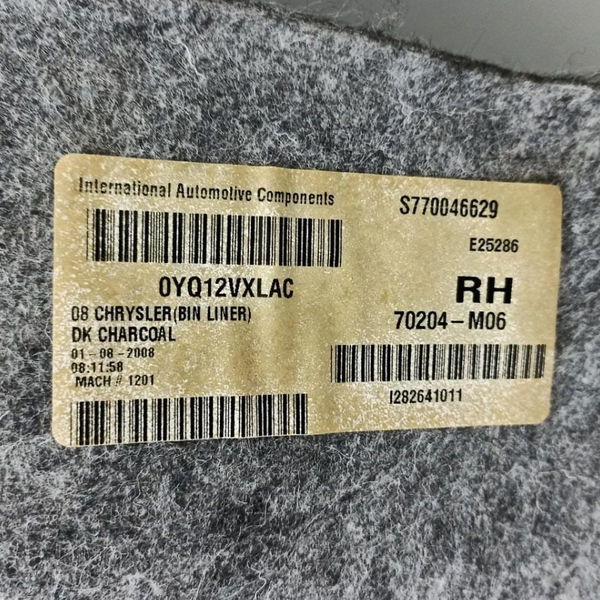 International Automotive Components
S770046629
E25286
0YQ12VXLAC
RH
08 CHRYSLER(BIN LINER)
70204-M06
DK CHARCOAL
01-08-2008
08:11:58
MACH # 1201
I282641011